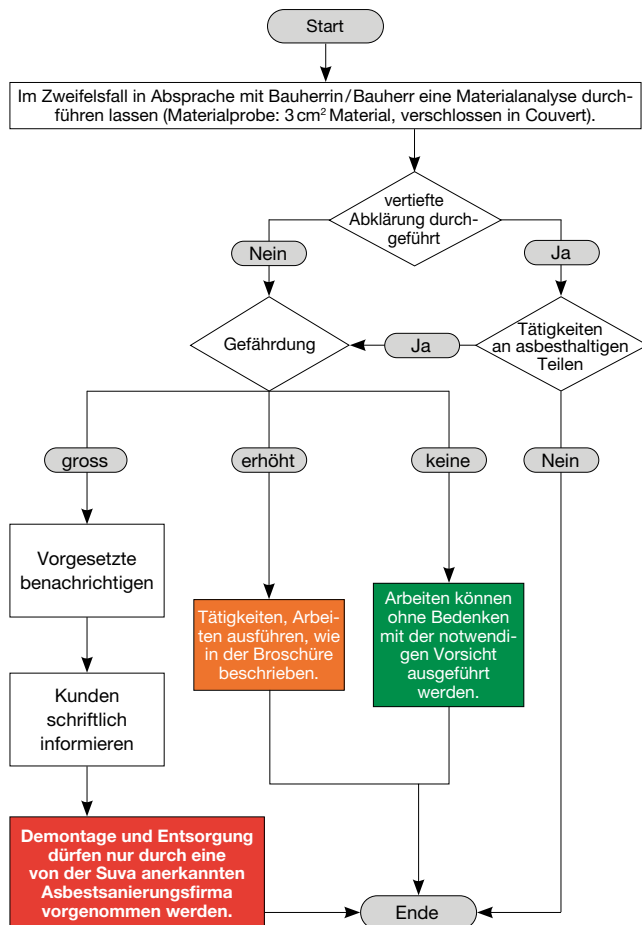 Start
Im Zweifelsfall in Absprache mit Bauherrin/Bauherr eine Materialanalyse durch-
führen lassen (Materialprobe: 3 cm² Material, verschlossen in Couvert).
vertiefte
Abklärung durch-
geführt
Nein
Ja
Gefährdung
Ja
Tätigkeiten
an asbesthaltigen
Teilen
gross
erhöht
keine
Nein
Vorgesetzte
benachrichtigen
Tätigkeiten, Arbei-
ten ausführen, wie
in der Broschüre
beschrieben.
Arbeiten können
ohne Bedenken
mit der notwendi-
gen Vorsicht
ausgeführt
werden.
Kunden
schriftlich
informieren
Demontage und Entsorgung
dürfen nur durch eine
von der Suva anerkannten
Asbestsanierungsfirma
vorgenommen werden.
Ende